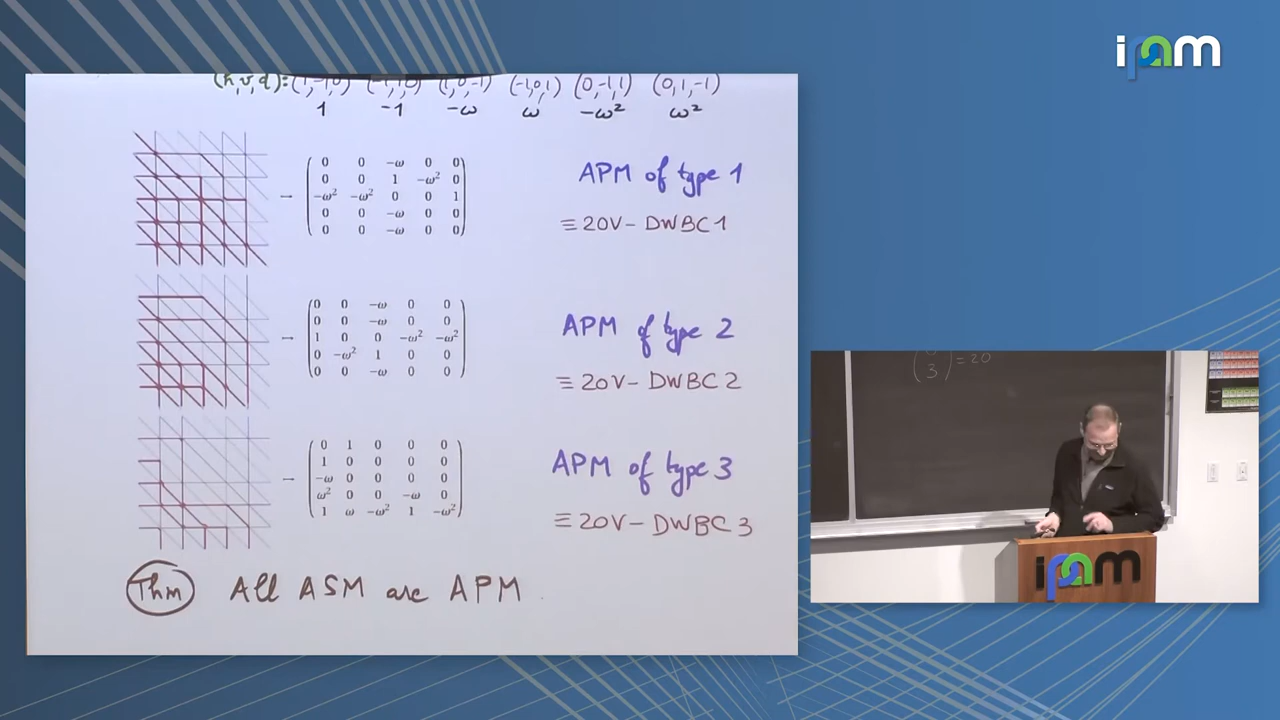 ipam
(h,v,d): (1,-1,0) (-1,1,0) (1,0,-1) (-1,0,1) (0,-1,1) (0,1,-1)
1 -1 -ω ω -ω² ω²
0 0 -ω 0 0
0 0 1 -ω² 0
-ω² -ω² 0 0 1
0 0 -ω 0 0
0 0 -ω 0 0
APM of type 1
≡ 20V - DWBC 1
0 0 -ω 0 0
0 0 -ω 0 0
1 0 0 -ω² -ω²
0 -ω² 1 0 0
0 0 -ω 0 0
APM of type 2
≡ 20V - DWBC 2
0 1 0 0 0
1 0 0 0 0
-ω 0 0 0 0
ω² 0 0 -ω 0
1 ω -ω² 1 -ω²
APM of type 3
≡ 20V - DWBC 3
Thm All ASM are APM.
3) = 20
ipam